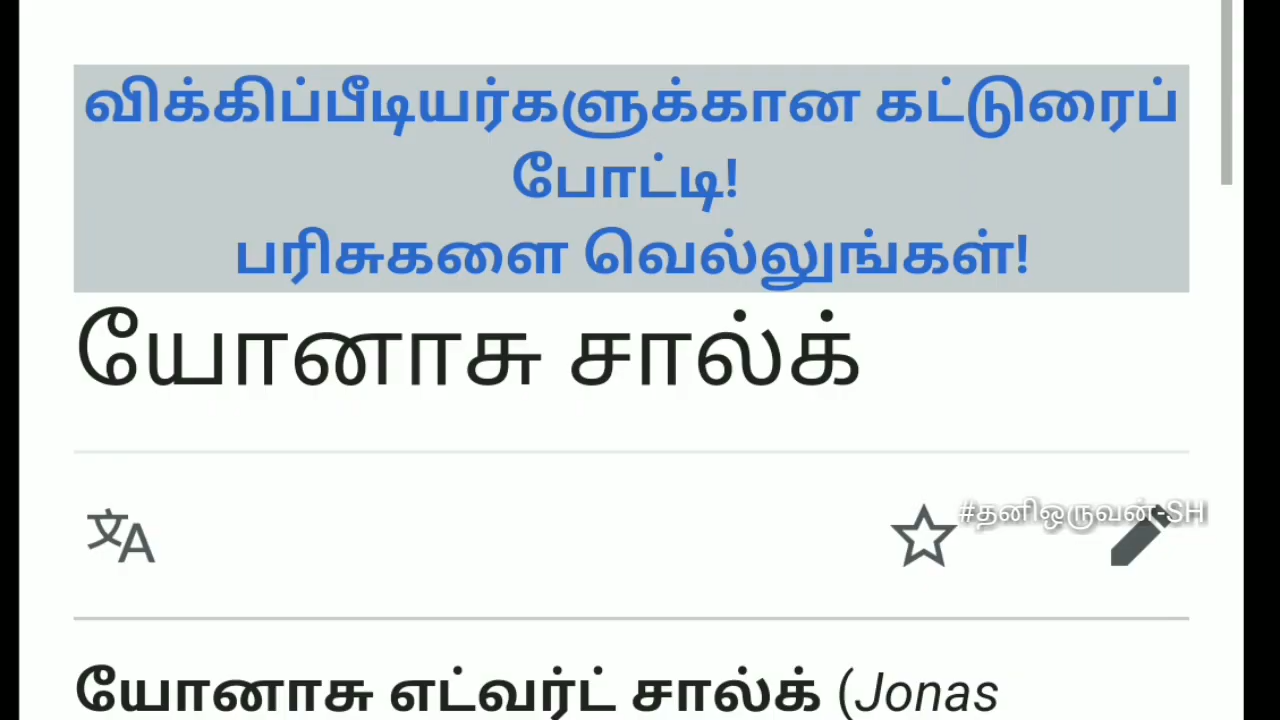 விக்கிப்பீடியர்களுக்கான கட்டுரைப்
போட்டி!
பரிசுகளை வெல்லுங்கள்!
யோனாசு சால்க்
#தனிஒருவன்-SH
யோனாசு எட்வர்ட் சால்க் (Jonas